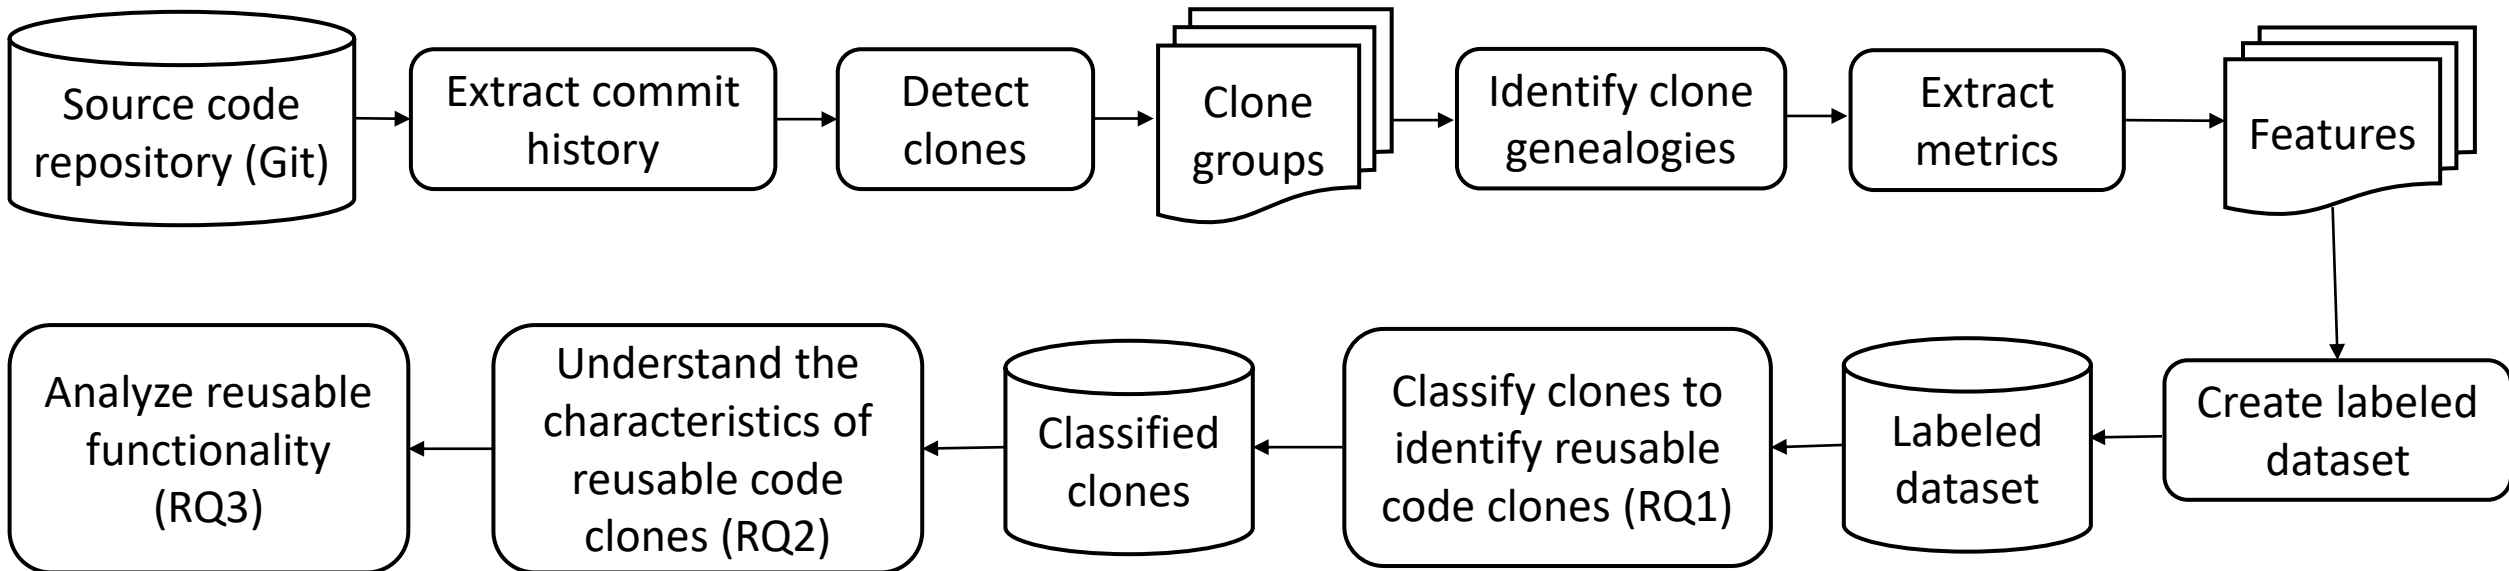 Source code
repository (Git)
Extract commit
history
Detect
clones
Clone
groups
Identify clone
genealogies
Extract
metrics
Features
Create labeled
dataset
Labeled
dataset
Classify clones to
identify reusable
code clones (RQ1)
Classified
clones
Understand the
characteristics of
reusable code
clones (RQ2)
Analyze reusable
functionality
(RQ3)